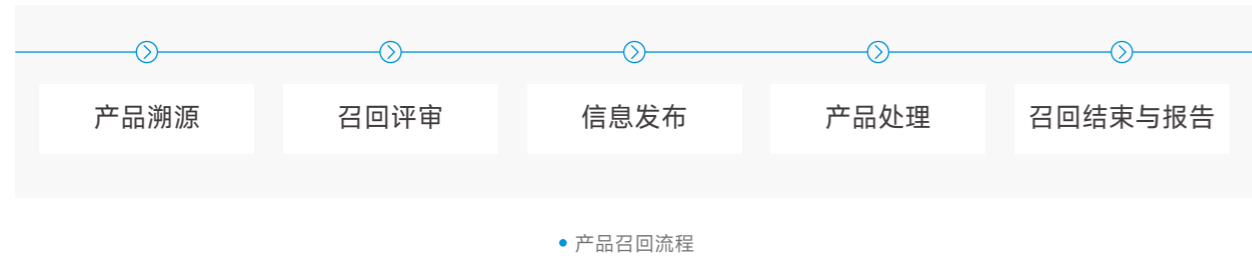 产品溯源
召回评审
信息发布
产品处理
召回结束与报告
产品召回流程